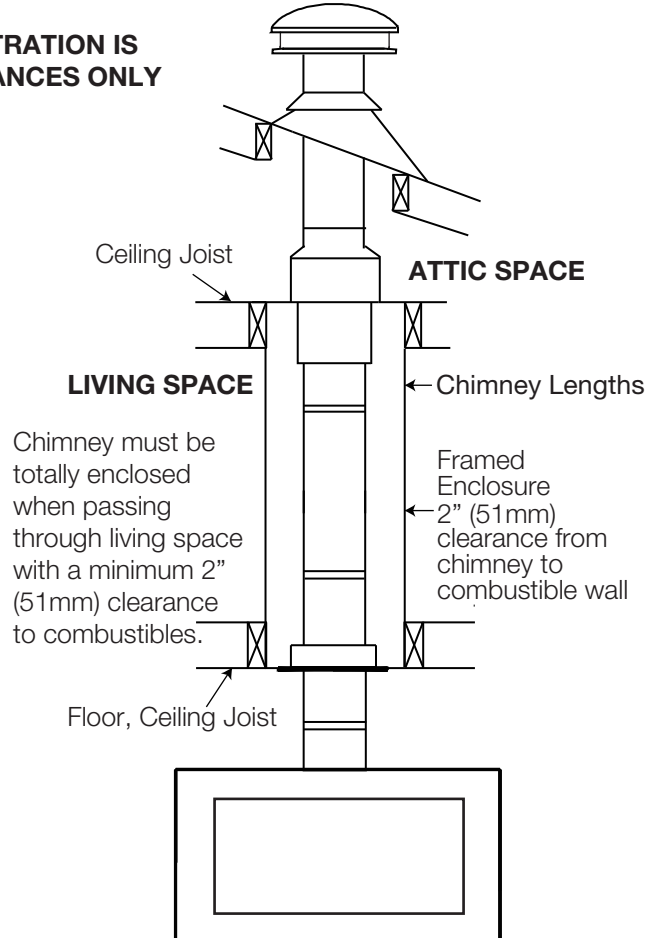 TRATION IS
ANCES ONLY
Ceiling Joist
ATTIC SPACE
LIVING SPACE
Chimney Lengths
Chimney must be
totally enclosed
when passing
through living space
with a minimum 2”
(51mm) clearance
to combustibles.
Framed
Enclosure
2” (51mm)
clearance from
chimney to
combustible wall
Floor, Ceiling Joist